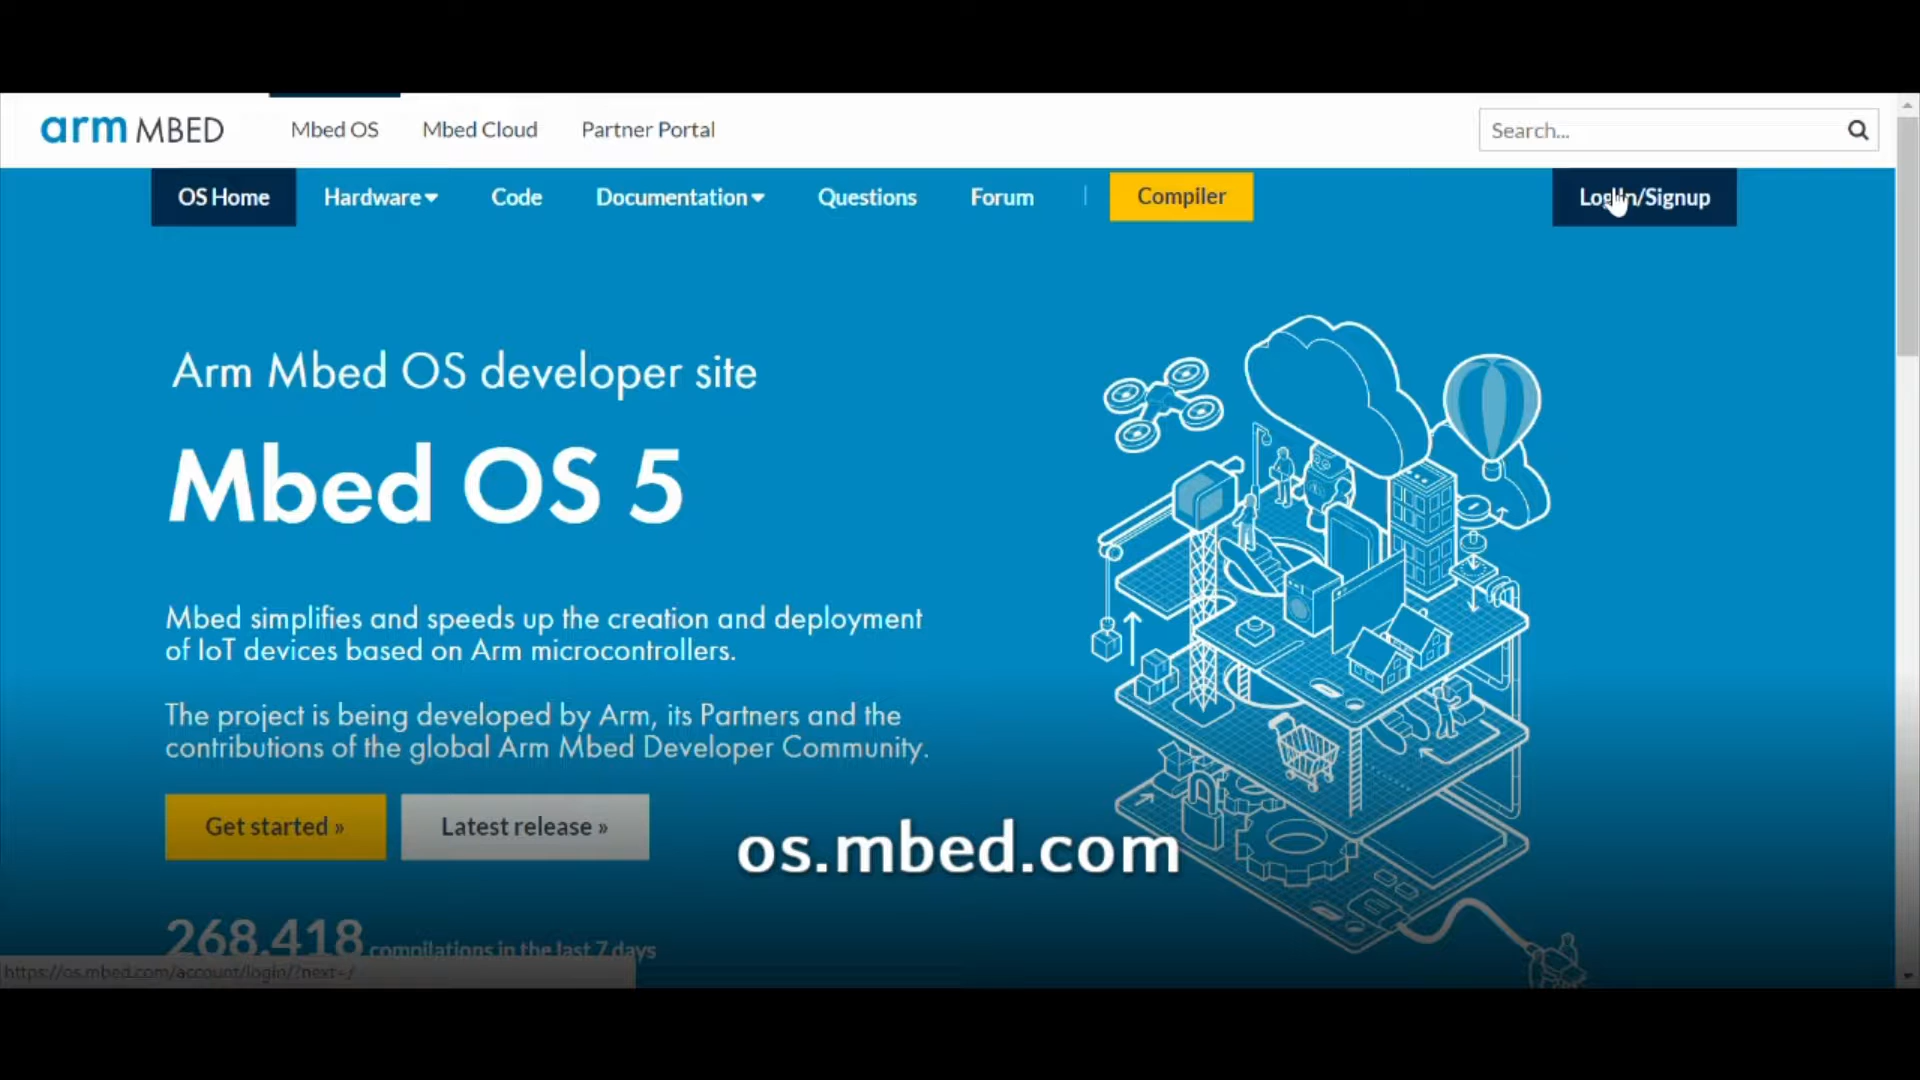 arm MBED
Mbed OS
Mbed Cloud
Partner Portal
Search...
OS Home
Hardware
Code
Documentation
Questions
Forum
Compiler
Login/Signup
Arm Mbed OS developer site
Mbed OS 5
Mbed simplifies and speeds up the creation and deployment
of IoT devices based on Arm microcontrollers.
The project is being developed by Arm, its Partners and the
contributions of the global Arm Mbed Developer Community.
Get started »
Latest release »
os.mbed.com
268,418 compilations in the last 7 days
https://os.mbed.com/account/login/?next=/